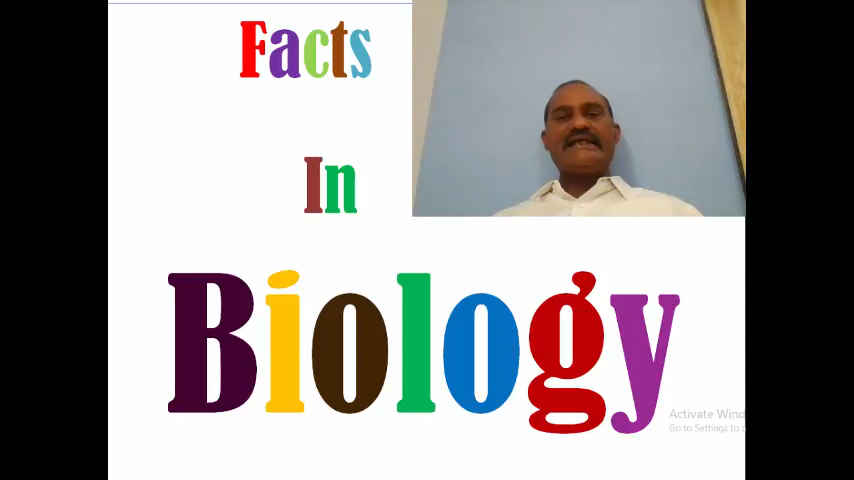 Facts
In
Biology
Activate Wind
Go to Settings to